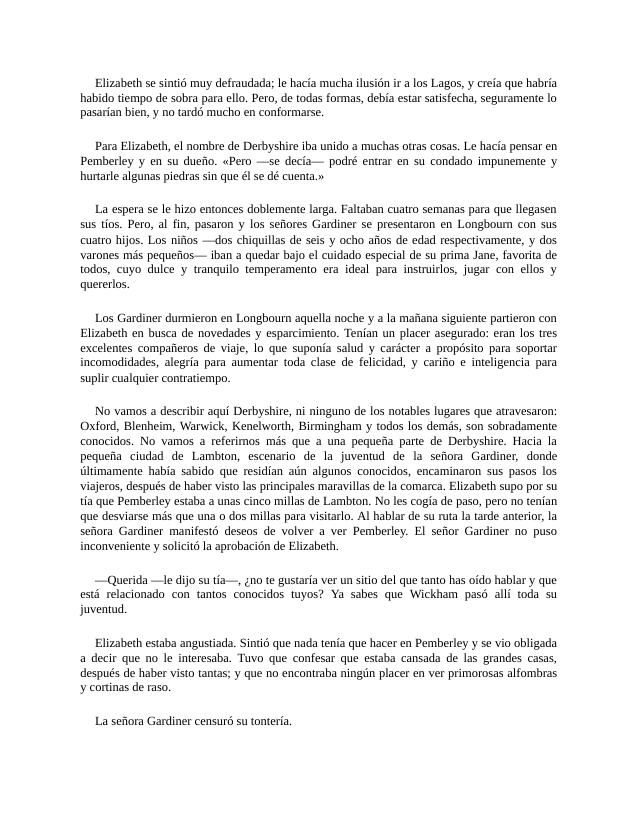 Elizabeth se sintió muy defraudada; le hacía mucha ilusión ir a los Lagos, y creía que habría
habido tiempo de sobra para ello. Pero, de todas formas, debía estar satisfecha, seguramente lo
pasarían bien, y no tardó mucho en conformarse.
Para Elizabeth, el nombre de Derbyshire iba unido a muchas otras cosas. Le hacía pensar en
Pemberley y en su dueño. «Pero —se decía— podré entrar en su condado impunemente y
hurtarle algunas piedras sin que él se dé cuenta.»
La espera se le hizo entonces doblemente larga. Faltaban cuatro semanas para que llegasen
sus tíos. Pero, al fin, pasaron y los señores Gardiner se presentaron en Longbourn con sus
cuatro hijos. Los niños —dos chiquillas de seis y ocho años de edad respectivamente, y dos
varones más pequeños— iban a quedar bajo el cuidado especial de su prima Jane, favorita de
todos, cuyo dulce y tranquilo temperamento era ideal para instruirlos, jugar con ellos y
quererlos.
Los Gardiner durmieron en Longbourn aquella noche y a la mañana siguiente partieron con
Elizabeth en busca de novedades y esparcimiento. Tenían un placer asegurado: eran los tres
excelentes compañeros de viaje, lo que suponía salud y carácter a propósito para soportar
incomodidades, alegría para aumentar toda clase de felicidad, y cariño e inteligencia para
suplir cualquier contratiempo.
No vamos a describir aquí Derbyshire, ni ninguno de los notables lugares que atravesaron:
Oxford, Blenheim, Warwick, Kenelworth, Birmingham y todos los demás, son sobradamente
conocidos. No vamos a referirnos más que a una pequeña parte de Derbyshire. Hacia la
pequeña ciudad de Lambton, escenario de la juventud de la señora Gardiner, donde
últimamente había sabido que residían aún algunos conocidos, encaminaron sus pasos los
viajeros, después de haber visto las principales maravillas de la comarca. Elizabeth supo por su
tía que Pemberley estaba a unas cinco millas de Lambton. No les cogía de paso, pero no tenían
que desviarse más que una o dos millas para visitarlo. Al hablar de su ruta la tarde anterior, la
señora Gardiner manifestó deseos de volver a ver Pemberley. El señor Gardiner no puso
inconveniente y solicitó la aprobación de Elizabeth.
—Querida —le dijo su tía—, ¿no te gustaría ver un sitio del que tanto has oído hablar y que
está relacionado con tantos conocidos tuyos? Ya sabes que Wickham pasó allí toda su
juventud.
Elizabeth estaba angustiada. Sintió que nada tenía que hacer en Pemberley y se vio obligada
a decir que no le interesaba. Tuvo que confesar que estaba cansada de las grandes casas,
después de haber visto tantas; y que no encontraba ningún placer en ver primorosas alfombras
y cortinas de raso.
La señora Gardiner censuró su tontería.